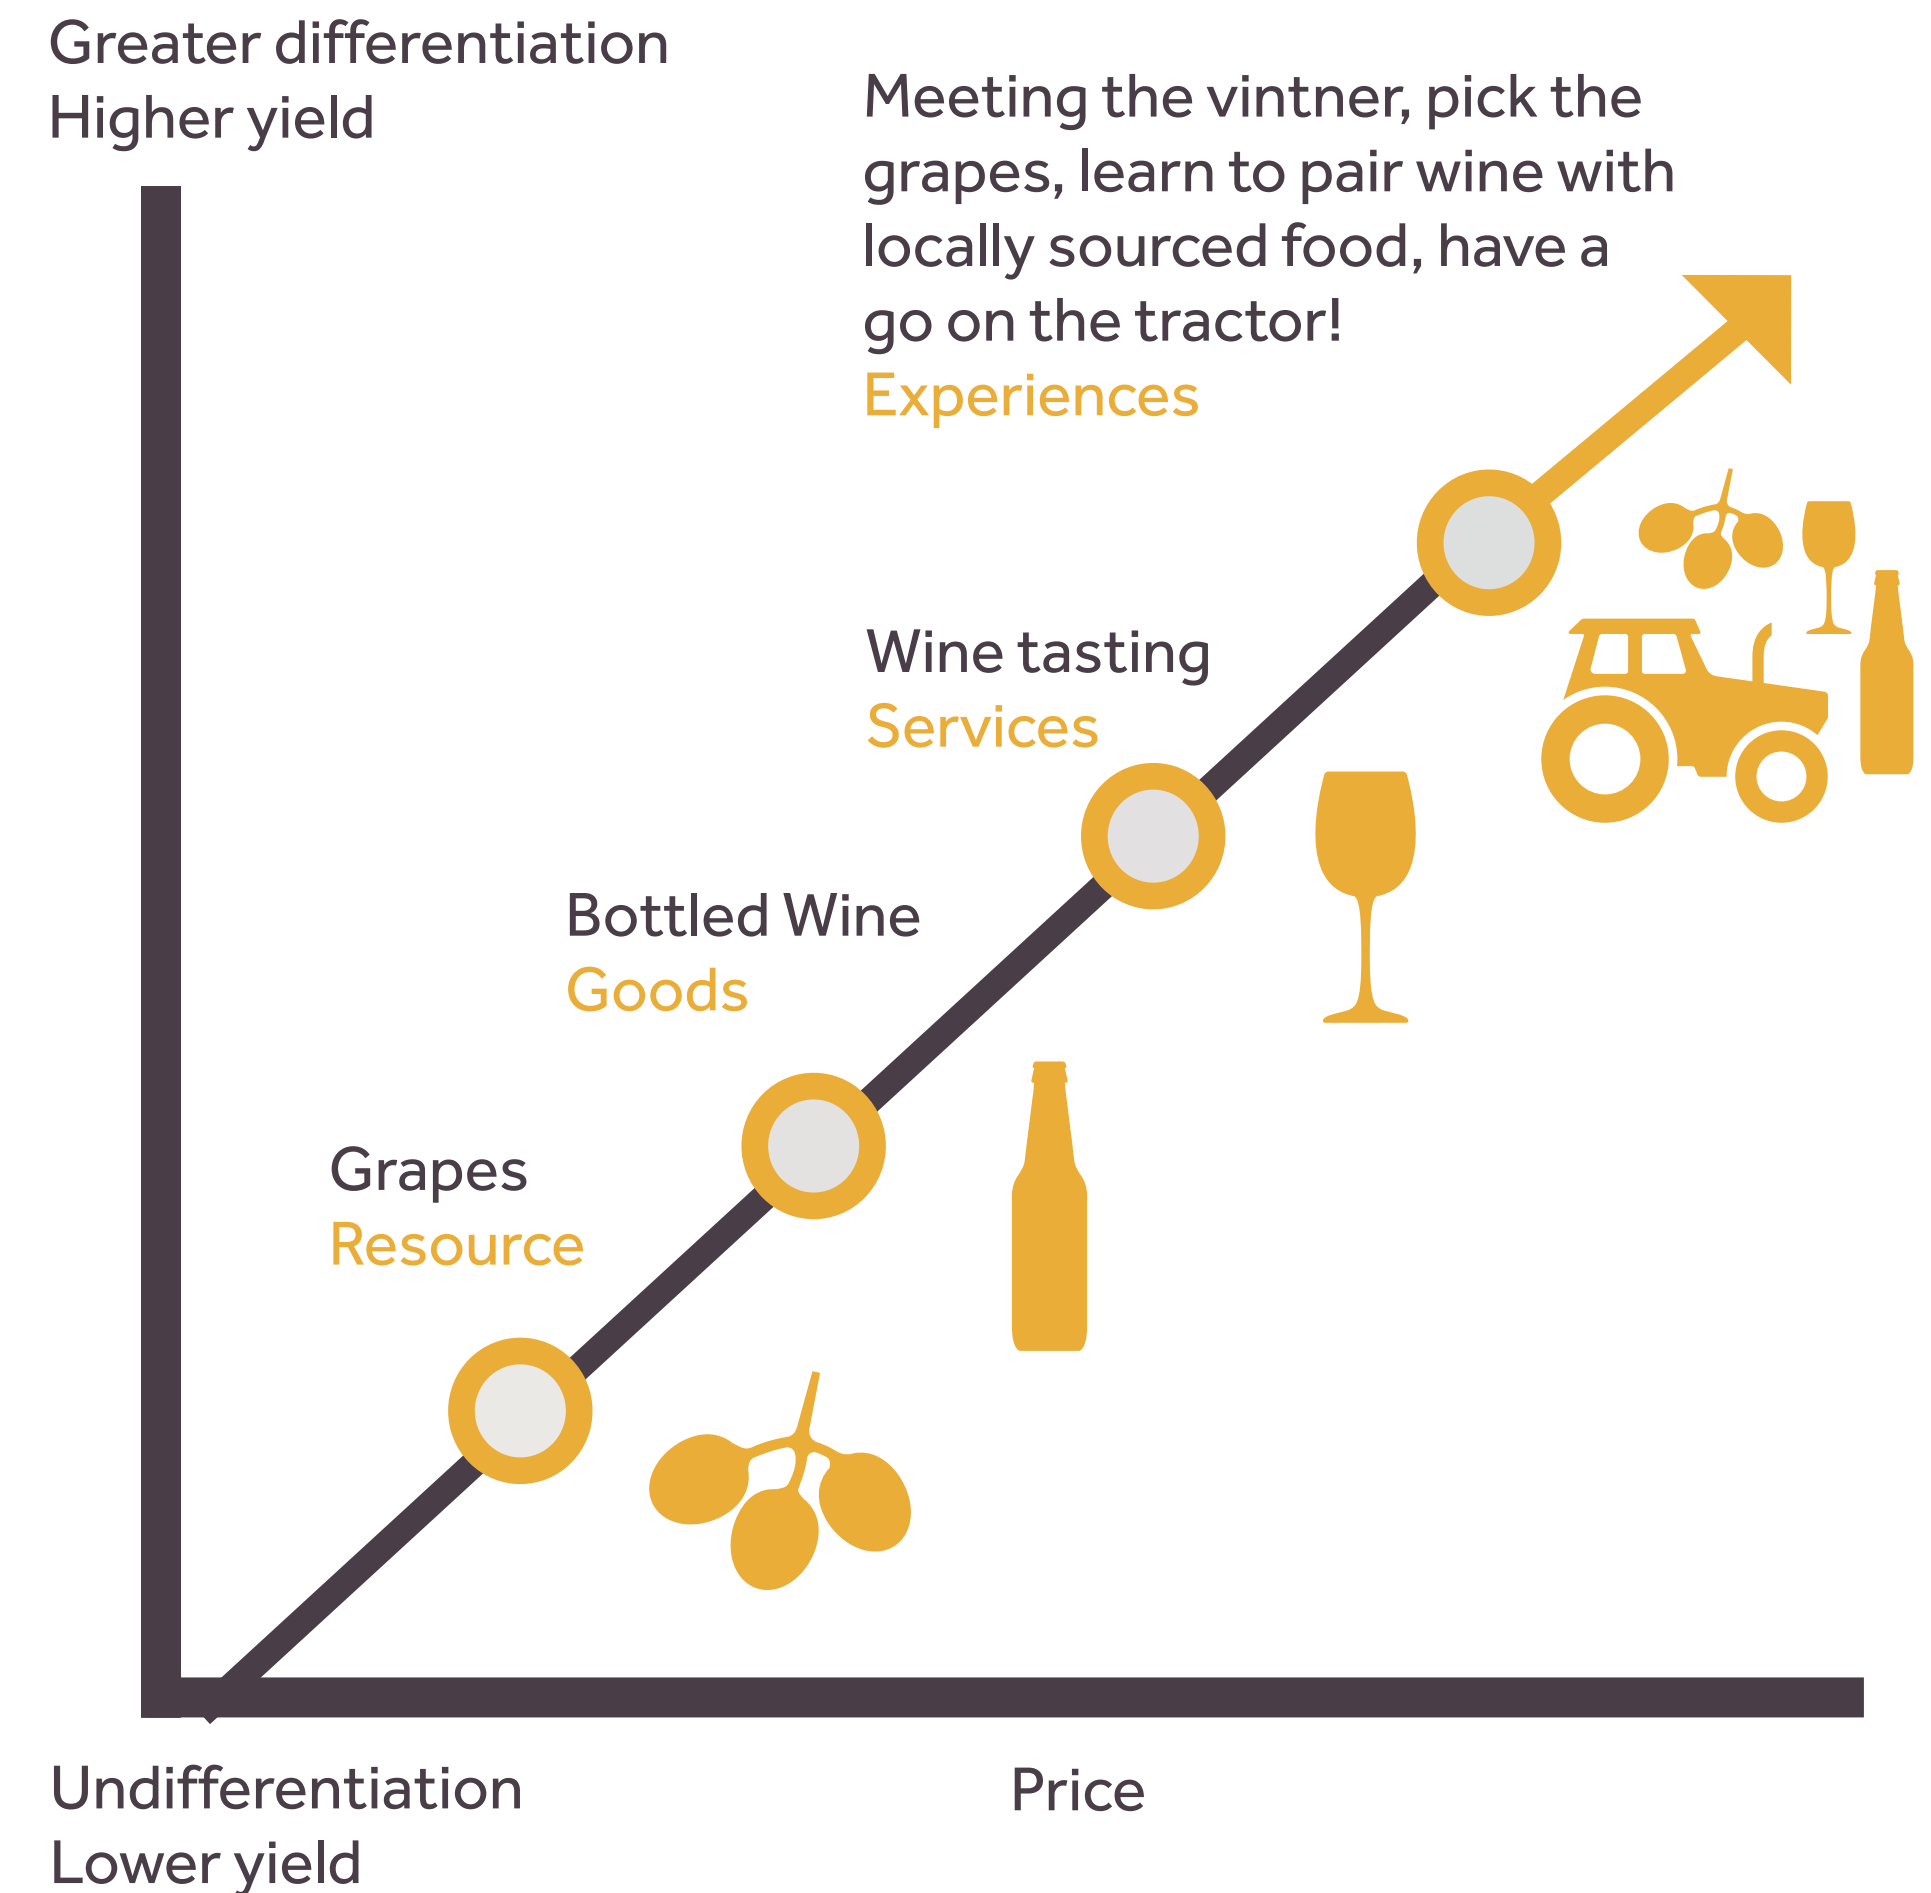 Greater differentiation
Higher yield
Meeting the vintner, pick the
grapes, learn to pair wine with
locally sourced food, have a
go on the tractor!
Experiences
Wine tasting
Services
Bottled Wine
Goods
Grapes
Resource
Undifferentiation
Lower yield
Price